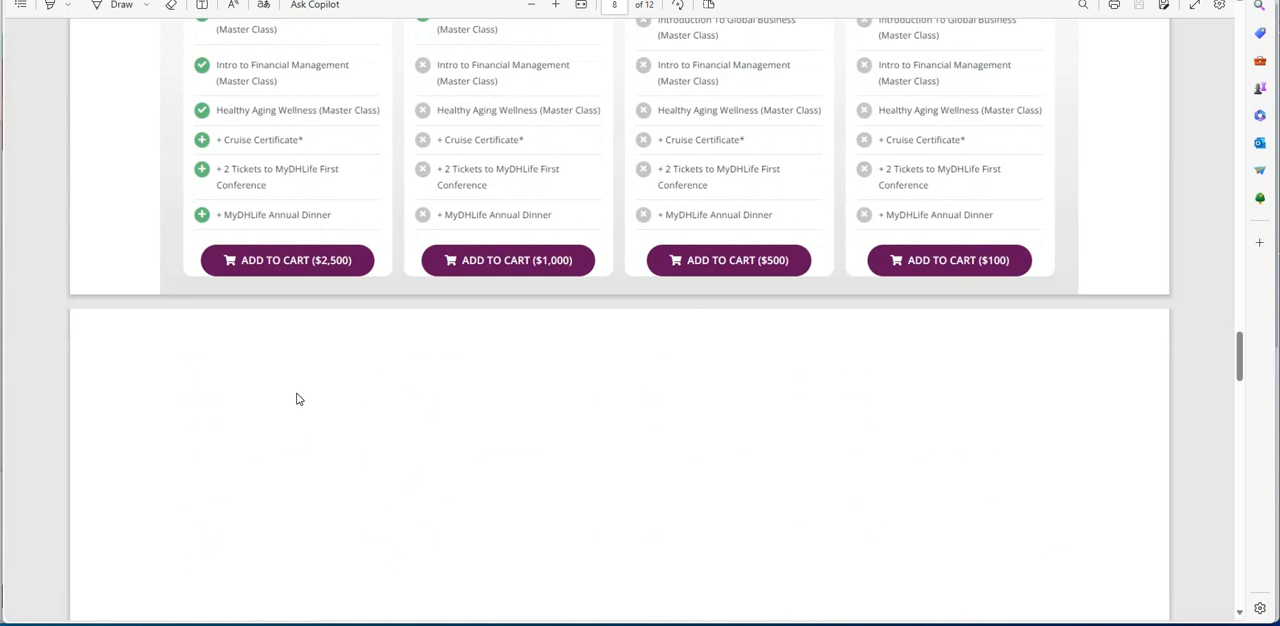 Draw
Ask Copilot
8 of 12
(Master Class)
Intro to Financial Management
(Master Class)
Healthy Aging Wellness (Master Class)
+ Cruise Certificate*
+ 2 Tickets to MyDHLife First
Conference
+ MyDHLife Annual Dinner
ADD TO CART ($2,500)
(Master Class)
Intro to Financial Management
(Master Class)
Healthy Aging Wellness (Master Class)
+ Cruise Certificate*
+ 2 Tickets to MyDHLife First
Conference
+ MyDHLife Annual Dinner
ADD TO CART ($1,000)
Introduction To Global Business
(Master Class)
Intro to Financial Management
(Master Class)
Healthy Aging Wellness (Master Class)
+ Cruise Certificate*
+ 2 Tickets to MyDHLife First
Conference
+ MyDHLife Annual Dinner
ADD TO CART ($500)
Introduction To Global Business
(Master Class)
Intro to Financial Management
(Master Class)
Healthy Aging Wellness (Master Class)
+ Cruise Certificate*
+ 2 Tickets to MyDHLife First
Conference
+ MyDHLife Annual Dinner
ADD TO CART ($100)